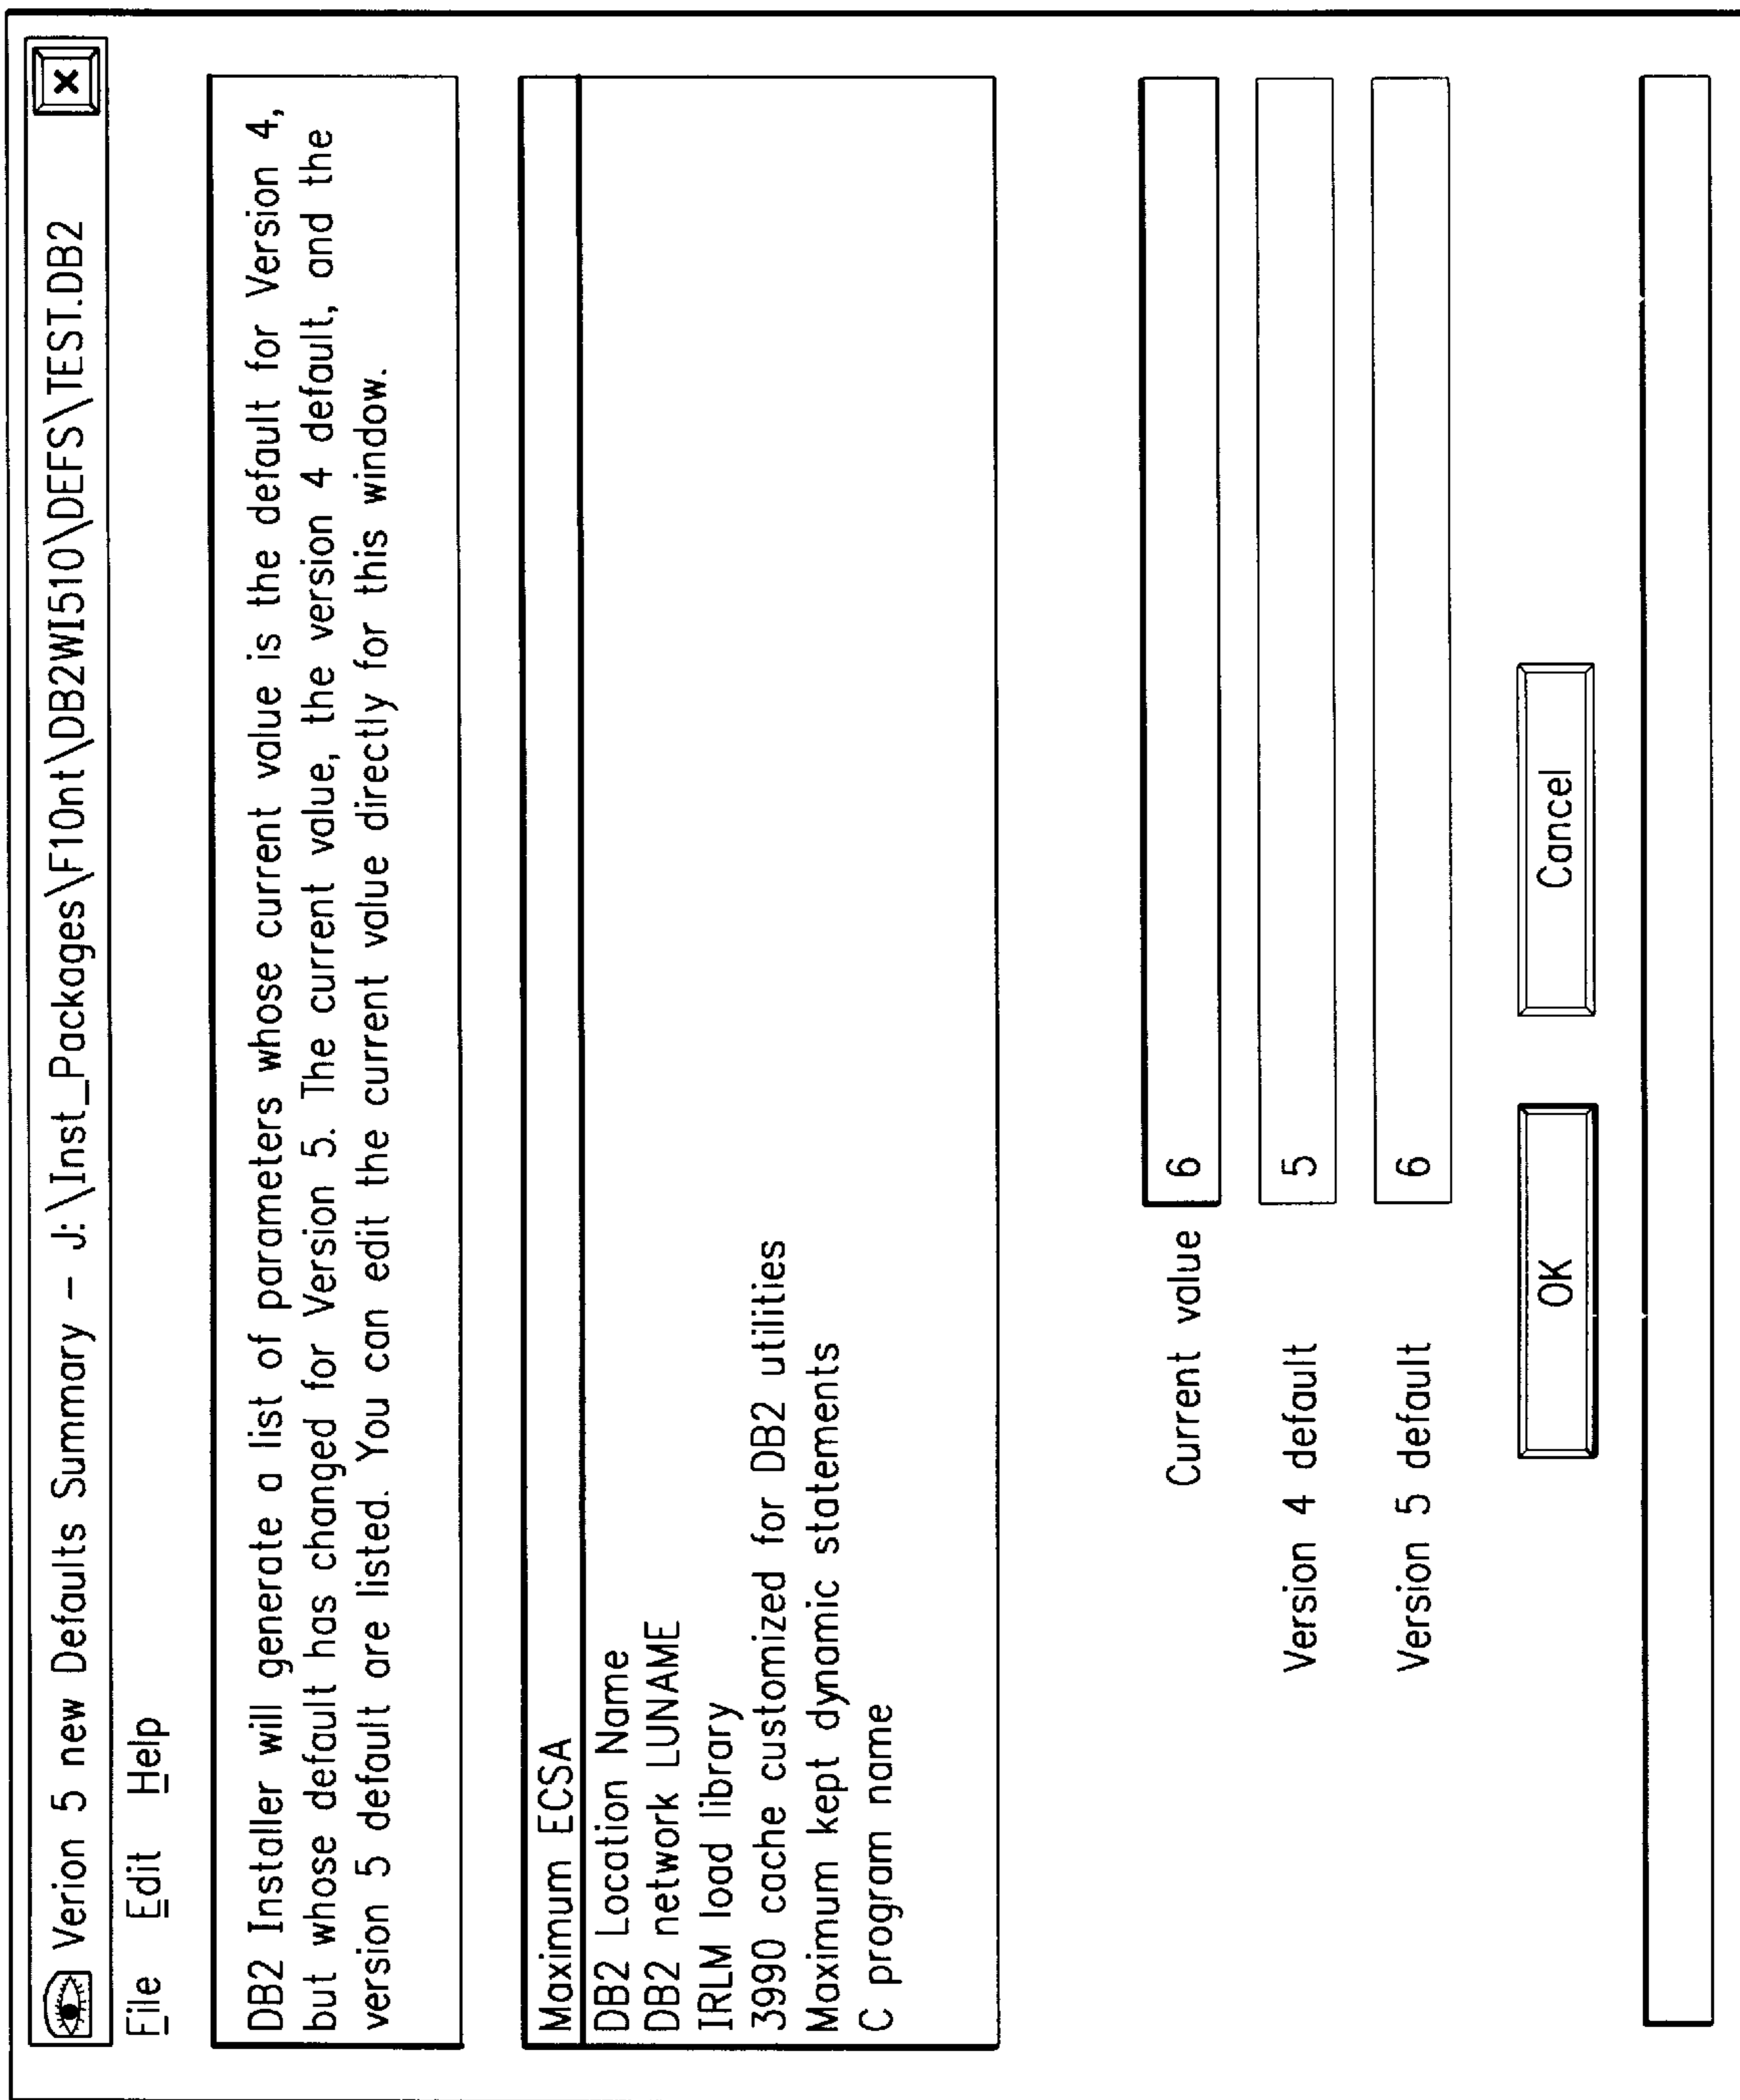 Verion 5 new Defaults Summary – J:\Inst_Packages\F10nt\DB2WI510\DEFS\TEST.DB2
×
File Edit Help
DB2 Installer will generate a list of parameters whose current value is the default for Version 4,
but whose default has changed for Version 5. The current value, the version 4 default, and the
version 5 default are listed. You can edit the current value directly for this window.
Maximum ECSA
DB2 Location Name
DB2 network LUNAME
IRLM load library
3990 cache customized for DB2 utilities
Maximum kept dynamic statements
C program name
Current value 6
Version 4 default 5
Version 5 default 6
OK Cancel